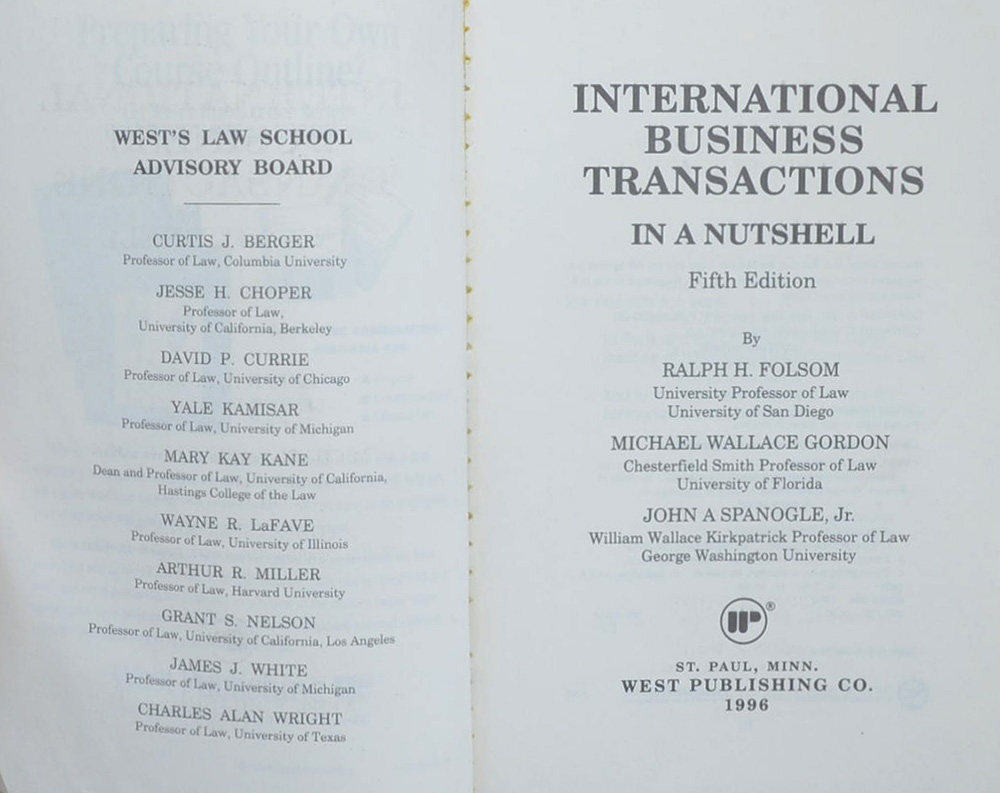 Preparing Your Own
Course Outline?
WEST'S LAW SCHOOL
ADVISORY BOARD
CURTIS J. BERGER
Professor of Law, Columbia University
JESSE H. CHOPER
Professor of Law,
University of California, Berkeley
DAVID P. CURRIE
Professor of Law, University of Chicago
YALE KAMISAR
Professor of Law, University of Michigan
MARY KAY KANE
Dean and Professor of Law, University of California,
Hastings College of the Law
WAYNE R. LaFAVE
Professor of Law, University of Illinois
ARTHUR R. MILLER
Professor of Law, Harvard University
GRANT S. NELSON
Professor of Law, University of California, Los Angeles
JAMES J. WHITE
Professor of Law, University of Michigan
CHARLES ALAN WRIGHT
Professor of Law, University of Texas
INTERNATIONAL
BUSINESS
TRANSACTIONS
IN A NUTSHELL
Fifth Edition
By
RALPH H. FOLSOM
University Professor of Law
University of San Diego
MICHAEL WALLACE GORDON
Chesterfield Smith Professor of Law
University of Florida
JOHN A SPANOGLE, Jr.
William Wallace Kirkpatrick Professor of Law
George Washington University
WP®
ST. PAUL, MINN.
WEST PUBLISHING CO.
1996